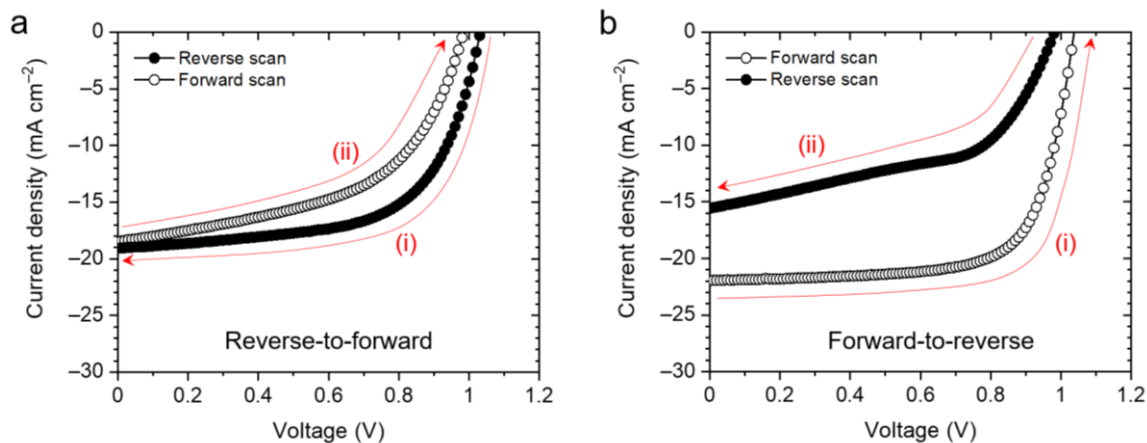 a
0
Reverse scan
Forward scan
–5
–10
(ii)
–15
(i)
–20
–25
Reverse-to-forward
–30
0 0.2 0.4 0.6 0.8 1 1.2
Voltage (V)
Current density (mA cm–2)
b
0
Forward scan
Reverse scan
–5
–10
(ii)
–15
–20
(i)
–25
Forward-to-reverse
–30
0 0.2 0.4 0.6 0.8 1 1.2
Voltage (V)
Current density (mA cm–2)